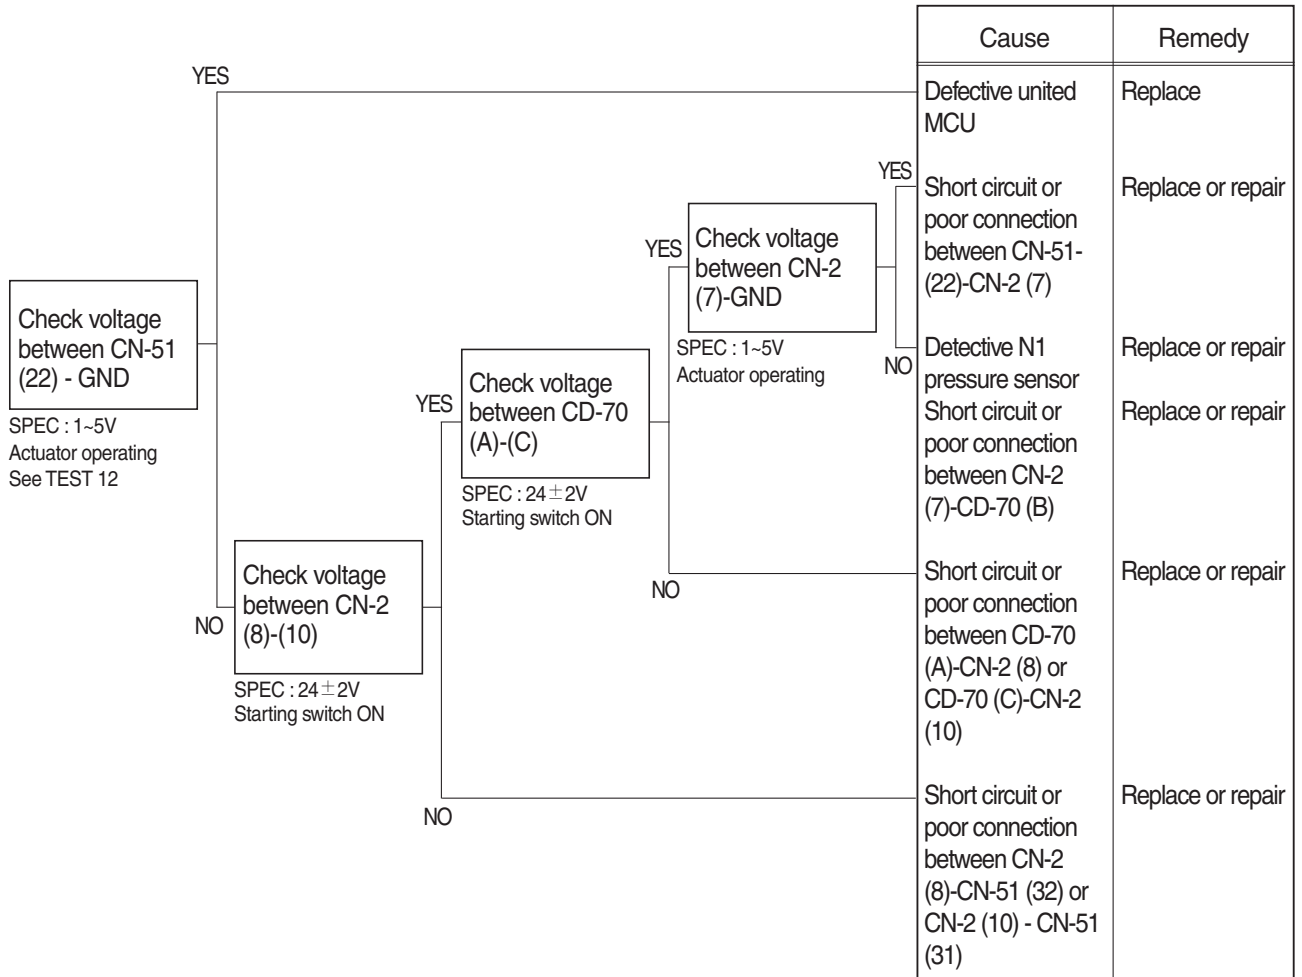 Cause
Remedy
YES
Defective united
MCU
Replace
YES
Short circuit or
poor connection
between CN-51-
(22)-CN-2 (7)
Replace or repair
YES
Check voltage
between CN-2
(7)-GND
SPEC : 1~5V
Actuator operating
NO
Detective N1
pressure sensor
Replace or repair
Short circuit or
poor connection
between CN-2
(7)-CD-70 (B)
Replace or repair
Check voltage
between CN-51
(22) - GND
SPEC : 1~5V
Actuator operating
See TEST 12
YES
Check voltage
between CD-70
(A)-(C)
SPEC : 24±2V
Starting switch ON
NO
Short circuit or
poor connection
between CD-70
(A)-CN-2 (8) or
CD-70 (C)-CN-2
(10)
Replace or repair
NO
Check voltage
between CN-2
(8)-(10)
SPEC : 24±2V
Starting switch ON
NO
Short circuit or
poor connection
between CN-2
(8)-CN-51 (32) or
CN-2 (10) - CN-51
(31)
Replace or repair